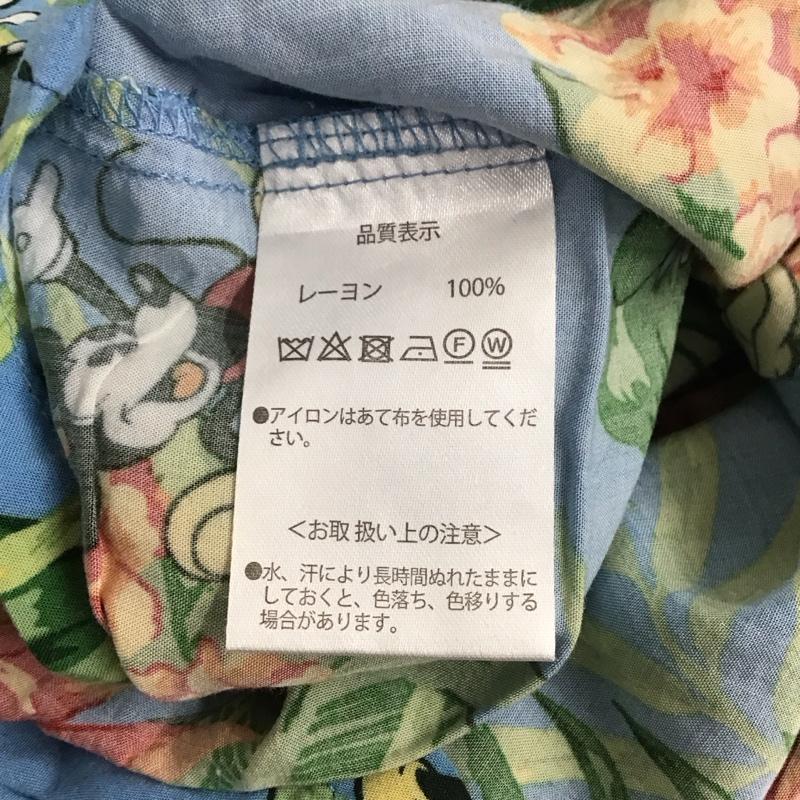 品質表示
レーヨン 100%
F W
●アイロンはあて布を使用してくだ
さい。
＜お取扱い上の注意＞
●水、汗により長時間ぬれたままに
しておくと、色落ち、色移りする
場合があります。